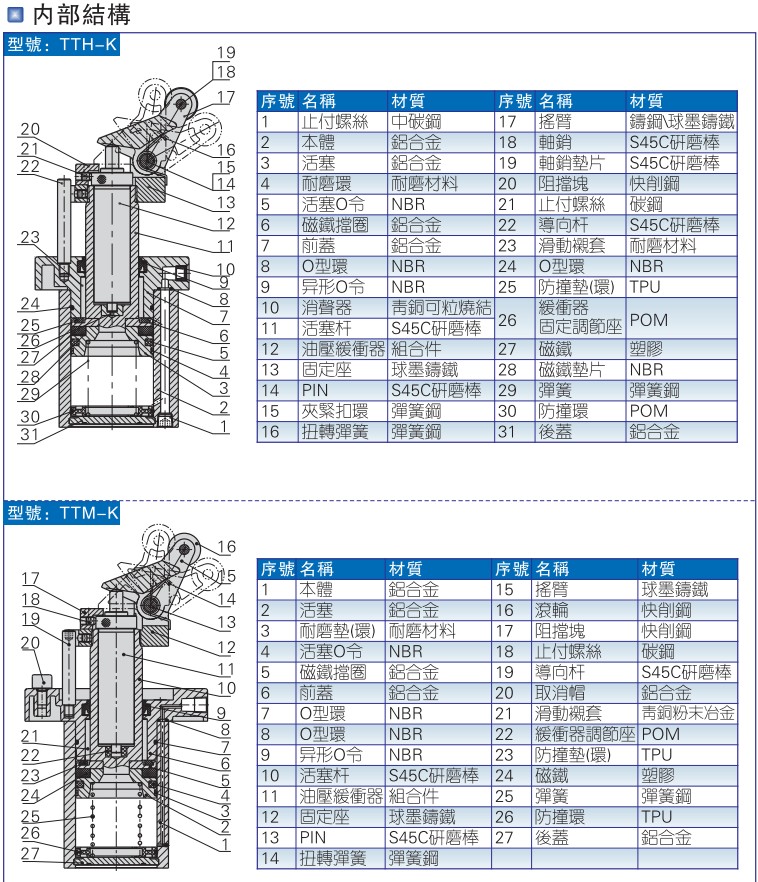 内部結構
型號：TTH-K
19
18
17
16
15
14
13
12
11
10
9
8
7
6
5
4
3
2
1
20
21
22
23
24
25
26
27
28
29
30
31
序號 名稱 材質 序號 名稱 材質
1 止付螺絲 中碳鋼 17 搖臂 鑄鋼\球墨鑄鐵
2 本體 鋁合金 18 軸銷 S45C研磨棒
3 活塞 鋁合金 19 軸銷墊片 S45C研磨棒
4 耐磨環 耐磨材料 20 阻擋塊 快削鋼
5 活塞O令 NBR 21 止付螺絲 碳鋼
6 磁鐵擋圈 鋁合金 22 導向杆 S45C研磨棒
7 前蓋 鋁合金 23 滑動襯套 耐磨材料
8 O型環 NBR 24 O型環 NBR
9 异形O令 NBR 25 防撞墊(環) TPU
10 消聲器 青銅可粒燒結 26 緩衝器固定調節座 POM
11 活塞杆 S45C研磨棒
12 油壓緩衝器 組合件 27 磁鐵 塑膠
13 固定座 球墨鑄鐵 28 磁鐵墊片 NBR
14 PIN S45C研磨棒 29 彈簧 彈簧鋼
15 夾緊扣環 彈簧鋼 30 防撞環 POM
16 扭轉彈簧 彈簧鋼 31 後蓋 鋁合金
型號：TTM-K
16
15
14
13
12
11
10
9
8
7
6
5
4
3
2
1
17
18
19
20
21
22
23
24
25
26
27
序號 名稱 材質 序號 名稱 材質
1 本體 鋁合金 15 搖臂 球墨鑄鐵
2 活塞 鋁合金 16 滾輪 快削鋼
3 耐磨墊(環) 耐磨材料 17 阻擋塊 快削鋼
4 活塞O令 NBR 18 止付螺絲 碳鋼
5 磁鐵擋圈 鋁合金 19 導向杆 S45C研磨棒
6 前蓋 鋁合金 20 取消帽 鋁合金
7 O型環 NBR 21 滑動襯套 青銅粉末冶金
8 O型環 NBR 22 緩衝器調節座 POM
9 异形O令 NBR 23 防撞墊(環) TPU
10 活塞杆 S45C研磨棒 24 磁鐵 塑膠
11 油壓緩衝器 組合件 25 彈簧 彈簧鋼
12 固定座 球墨鑄鐵 26 防撞環 TPU
13 PIN S45C研磨棒 27 後蓋 鋁合金
14 扭轉彈簧 彈簧鋼